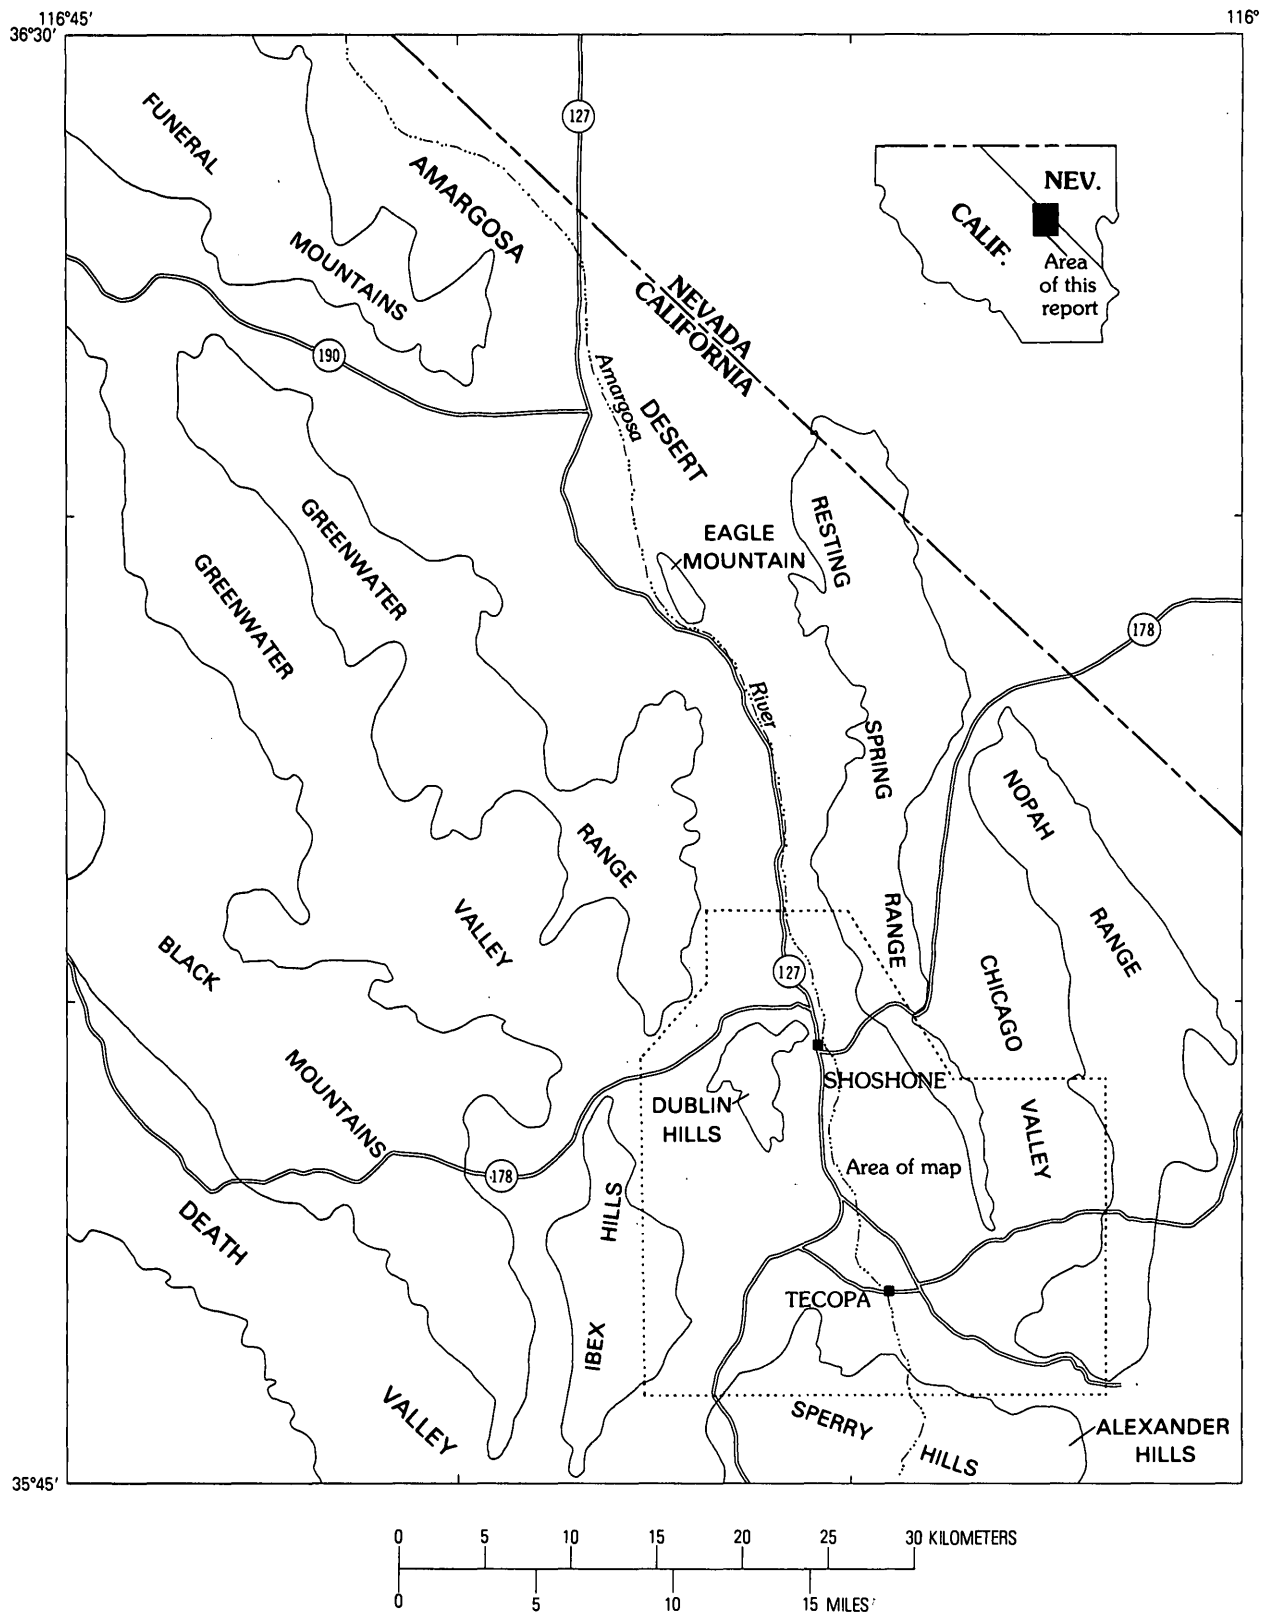 116°45'
116°
36°30'
FUNERAL
127
AMARGOSA
NEV.
CALIF.
Area
of this
report
MOUNTAINS
NEVADA
CALIFORNIA
190
Amargosa
DESERT
RESTING
GREENWATER
EAGLE
MOUNTAIN
GREENWATER
178
River
SPRING
NOPAH
RANGE
VALLEY
RANGE
RANGE
BLACK
127
CHICAGO
MOUNTAINS
SHOSHONE
DUBLIN
HILLS
VALLEY
Area of map
178
HILLS
DEATH
TECOPA
IBEX
VALLEY
SPERRY
HILLS
ALEXANDER
HILLS
35°45'
0 5 10 15 20 25 30 KILOMETERS
0 5 10 15 MILES